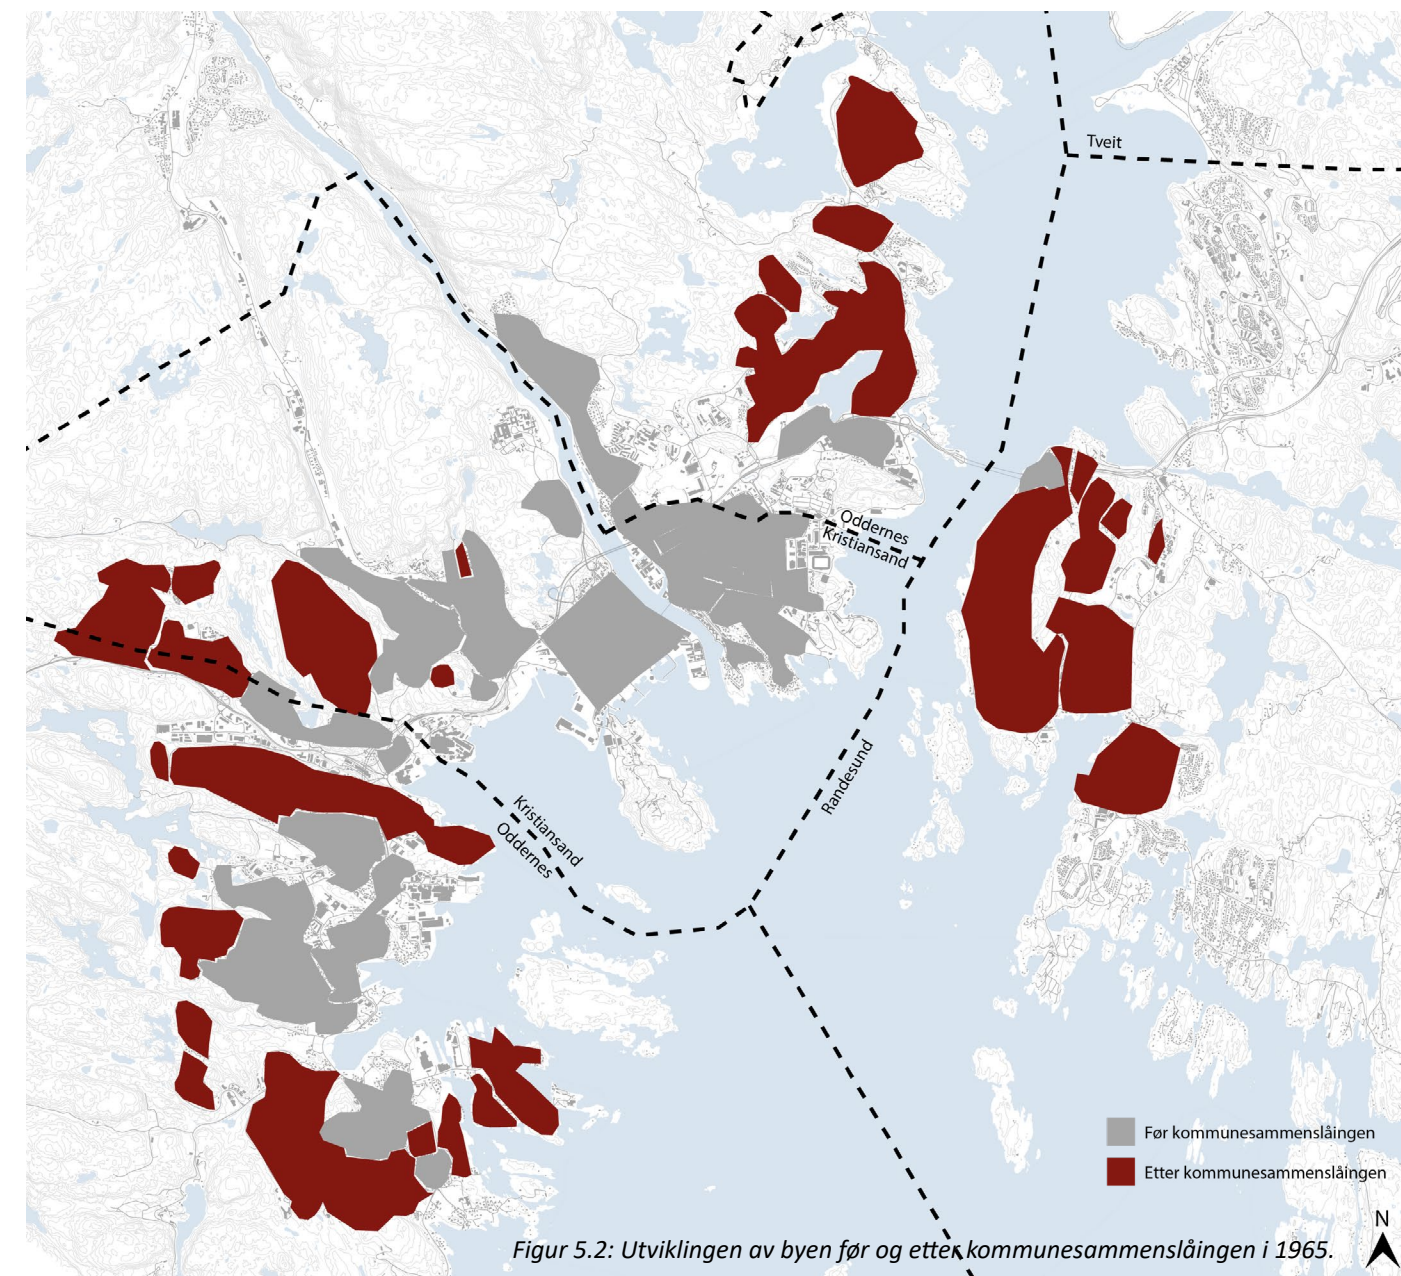 Tveit
Oddernes
Kristiansand
Randesund
Kristiansand
Oddernes
Før kommunesammenslåingen
Etter kommunesammenslåingen
N
Figur 5.2: Utviklingen av byen før og etter kommunesammenslåingen i 1965.